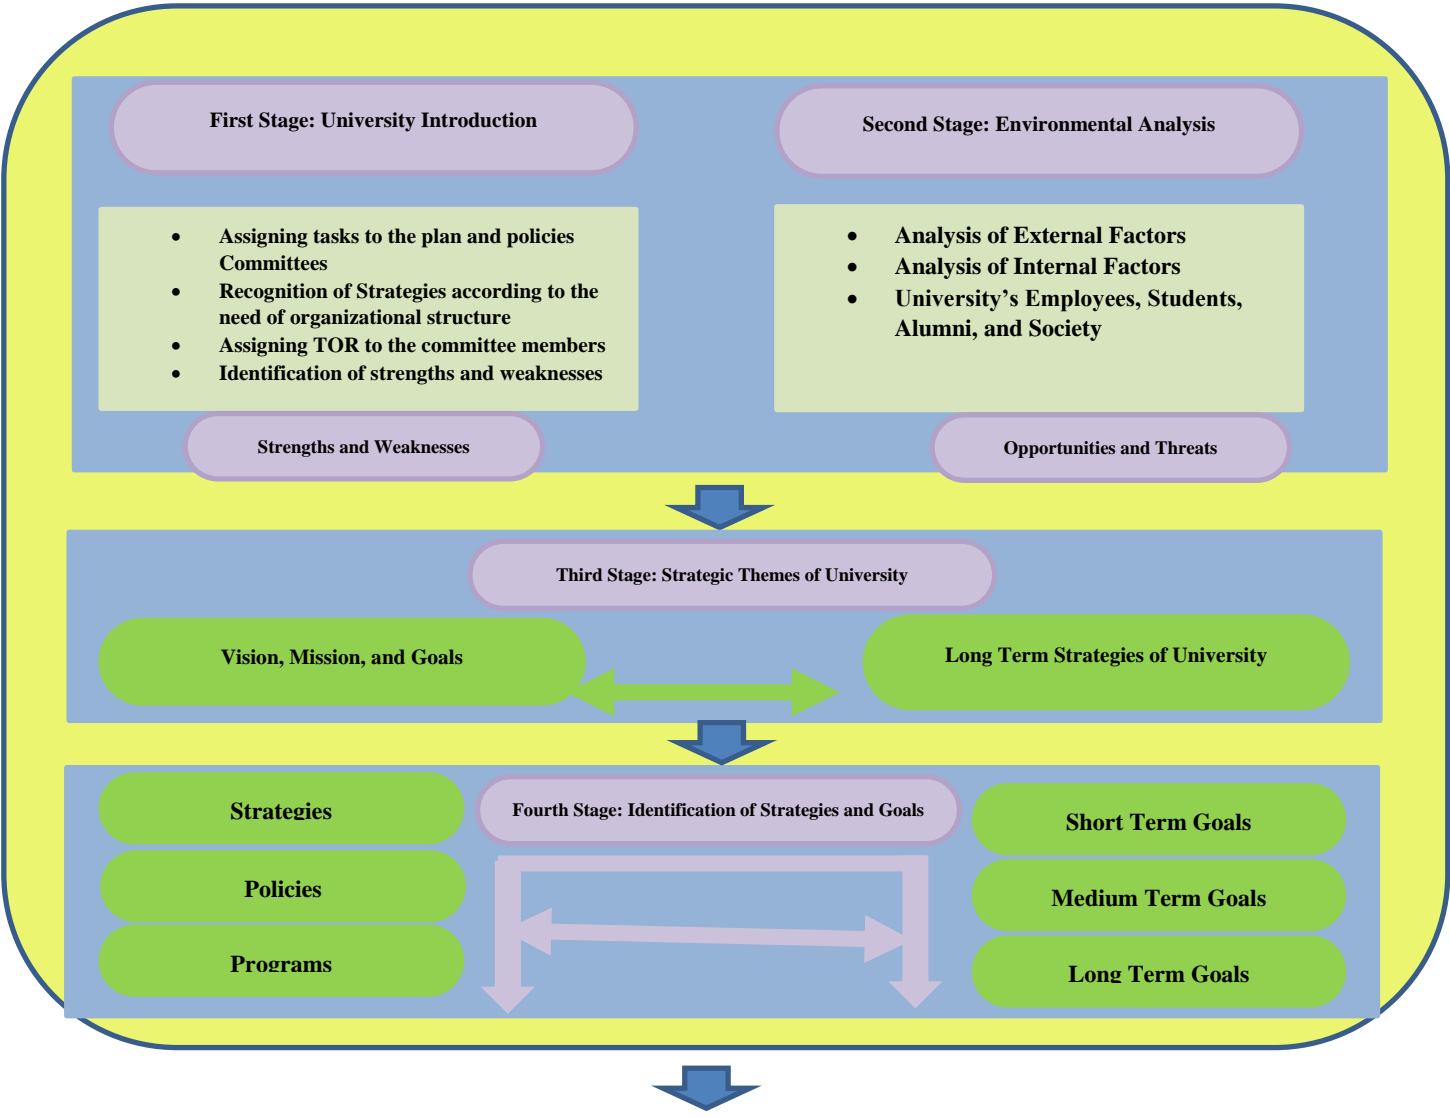 First Stage: University Introduction
Second Stage: Environmental Analysis
• Assigning tasks to the plan and policies
Committees
• Recognition of Strategies according to the
need of organizational structure
• Assigning TOR to the committee members
• Identification of strengths and weaknesses
• Analysis of External Factors
• Analysis of Internal Factors
• University’s Employees, Students,
Alumni, and Society
Strengths and Weaknesses
Opportunities and Threats
Third Stage: Strategic Themes of University
Vision, Mission, and Goals
Long Term Strategies of University
Fourth Stage: Identification of Strategies and Goals
Strategies
Policies
Programs
Short Term Goals
Medium Term Goals
Long Term Goals